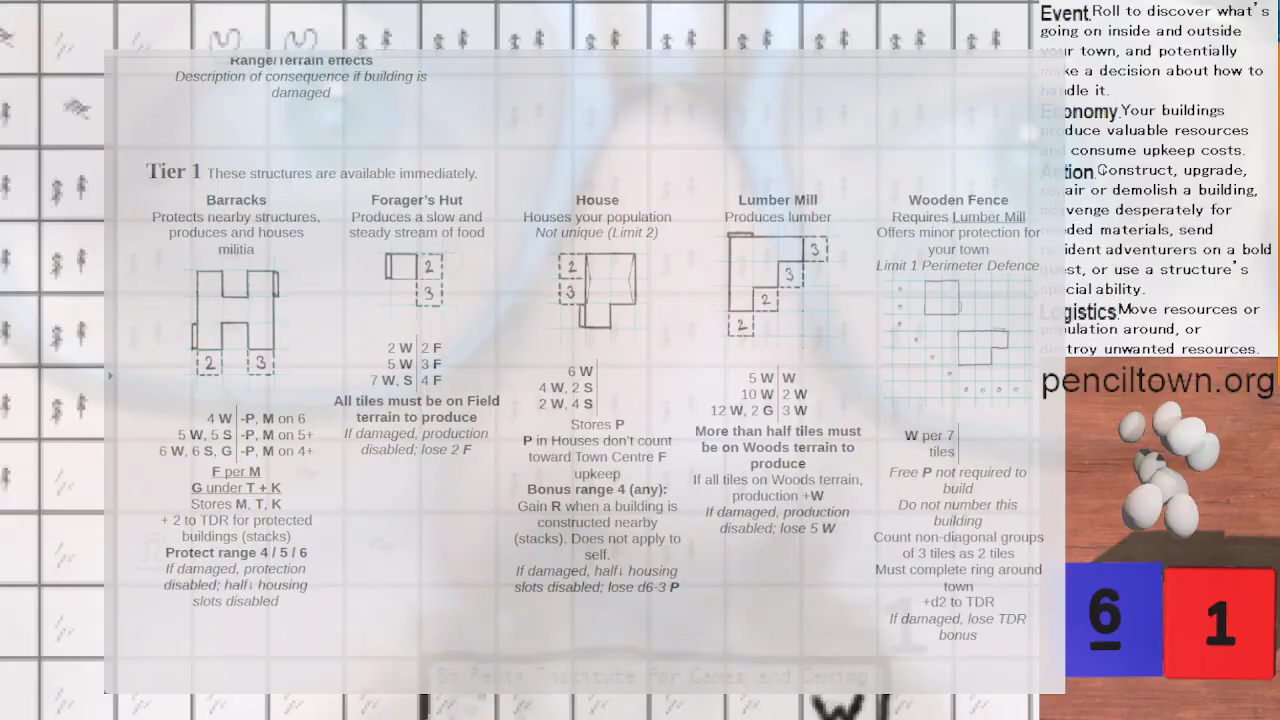 Range/Terrain effects
Description of consequence if building is
damaged
Tier 1 These structures are available immediately.
Barracks
Protects nearby structures,
produces and houses
militia
2 3
4 W -P, M on 6
5 W, 5 S -P, M on 5+
6 W, 6 S, G -P, M on 4+
F per M
G under T + K
Stores M, T, K
+ 2 to TDR for protected
buildings (stacks)
Protect range 4 / 5 / 6
If damaged, protection
disabled; half↓ housing
slots disabled
Forager's Hut
Produces a slow and
steady stream of food
2
3
2 W 2 F
5 W 3 F
7 W, S 4 F
All tiles must be on Field
terrain to produce
If damaged, production
disabled; lose 2 F
House
Houses your population
Not unique (Limit 2)
2
3
6 W
4 W, 2 S
2 W, 4 S
Stores P
P in Houses don't count
toward Town Centre F
upkeep
Bonus range 4 (any):
Gain R when a building is
constructed nearby
(stacks). Does not apply to
self.
If damaged, half↓ housing
slots disabled; lose d6-3 P
Lumber Mill
Produces lumber
3
3
2
2
5 W W
10 W 2 W
12 W, 2 G 3 W
More than half tiles must
be on Woods terrain to
produce
If all tiles on Woods terrain,
production +W
If damaged, production
disabled; lose 5 W
Wooden Fence
Requires Lumber Mill
Offers minor protection for
your town
Limit 1 Perimeter Defence
W per 7
tiles
Free P not required to
build
Do not number this
building
Count non-diagonal groups
of 3 tiles as 2 tiles
Must complete ring around
town
+d2 to TDR
If damaged, lose TDR
bonus
Event. Roll to discover what's
going on inside and outside
your town, and potentially
make a decision about how to
handle it.
Economy. Your buildings
produce valuable resources
and consume upkeep costs.
Action. Construct, upgrade,
repair or demolish a building,
scavenge desperately for
needed materials, send
resident adventurers on a bold
quest, or use a structure's
special ability.
Logistics. Move resources or
population around, or
destroy unwanted resources.
penciltown.org
6 1
Institute for Games and Gaming
W